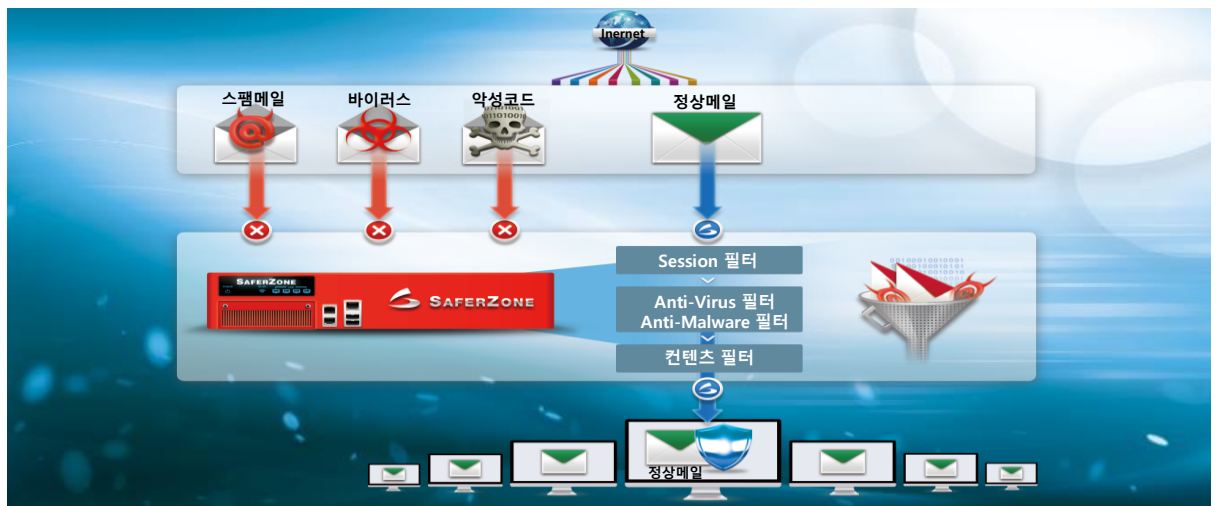 Inernet
스팸메일
바이러스
악성코드
정상메일
Session 필터
SAFERZONE
SAFERZONE
Anti-Virus 필터
Anti-Malware 필터
컨텐츠 필터
정상메일